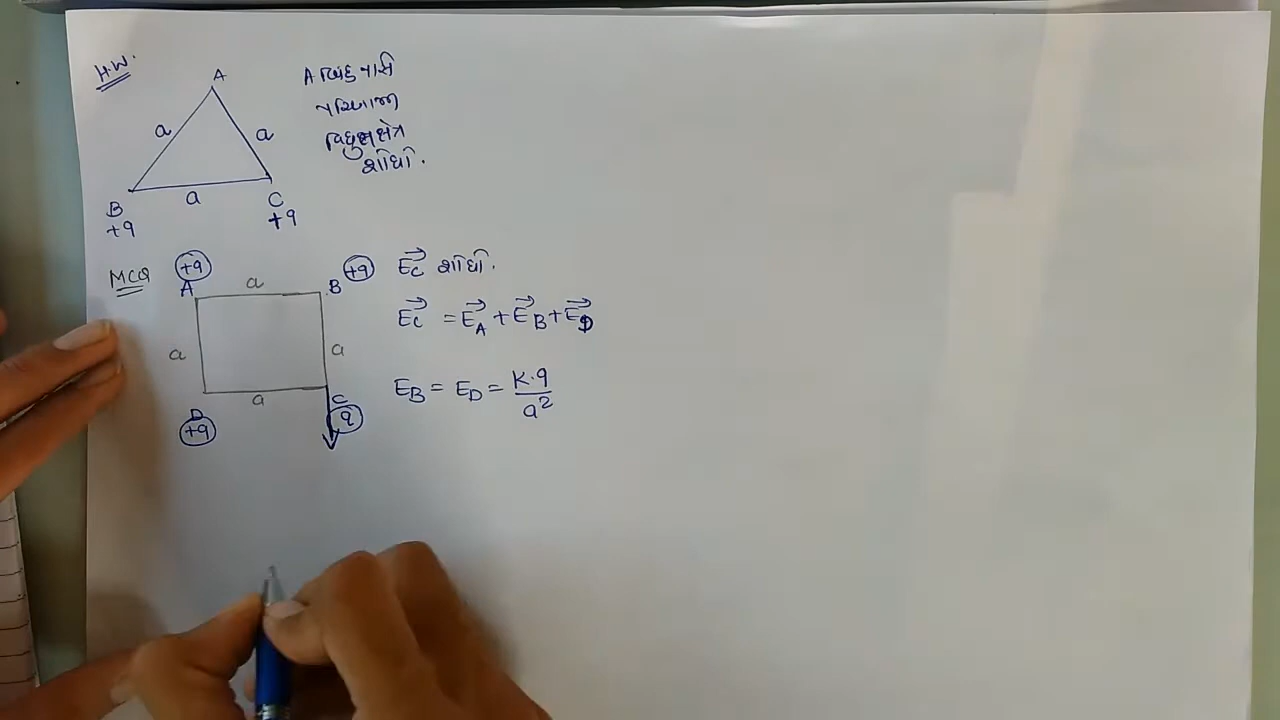 H.W.
A
A બિંદુ પાસે
પરિણામી
વિદ્યુતક્ષેત્ર
શોધો.
a
a
a
B
+q
C
+q
MCQ
+q
A
a
B
+q
E⃗c શોધો.
E⃗c = E⃗A + E⃗B + E⃗D
a
a
EB = ED = K.q / a²
D
a
C
+q
q